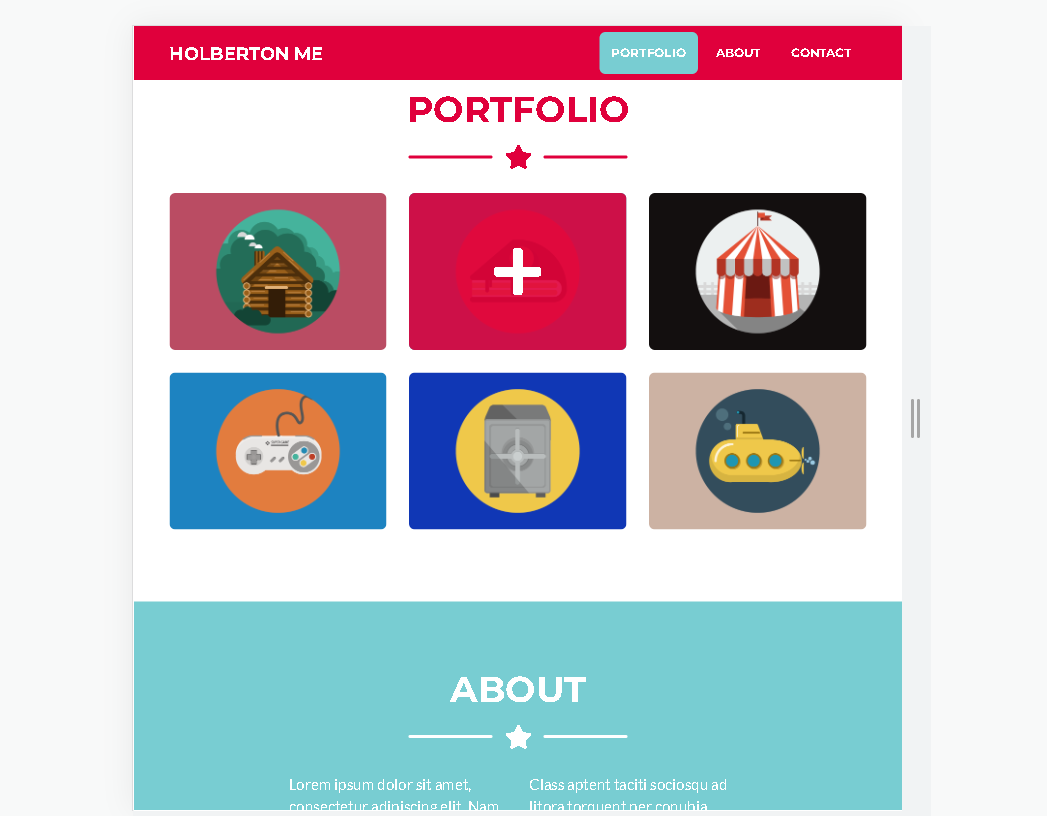 HOLBERTON ME
PORTFOLIO
ABOUT
CONTACT
PORTFOLIO
ABOUT
Lorem ipsum dolor sit amet,
consectetur adipiscing elit. Nam
Class aptent taciti sociosqu ad
litora torquent per conubia